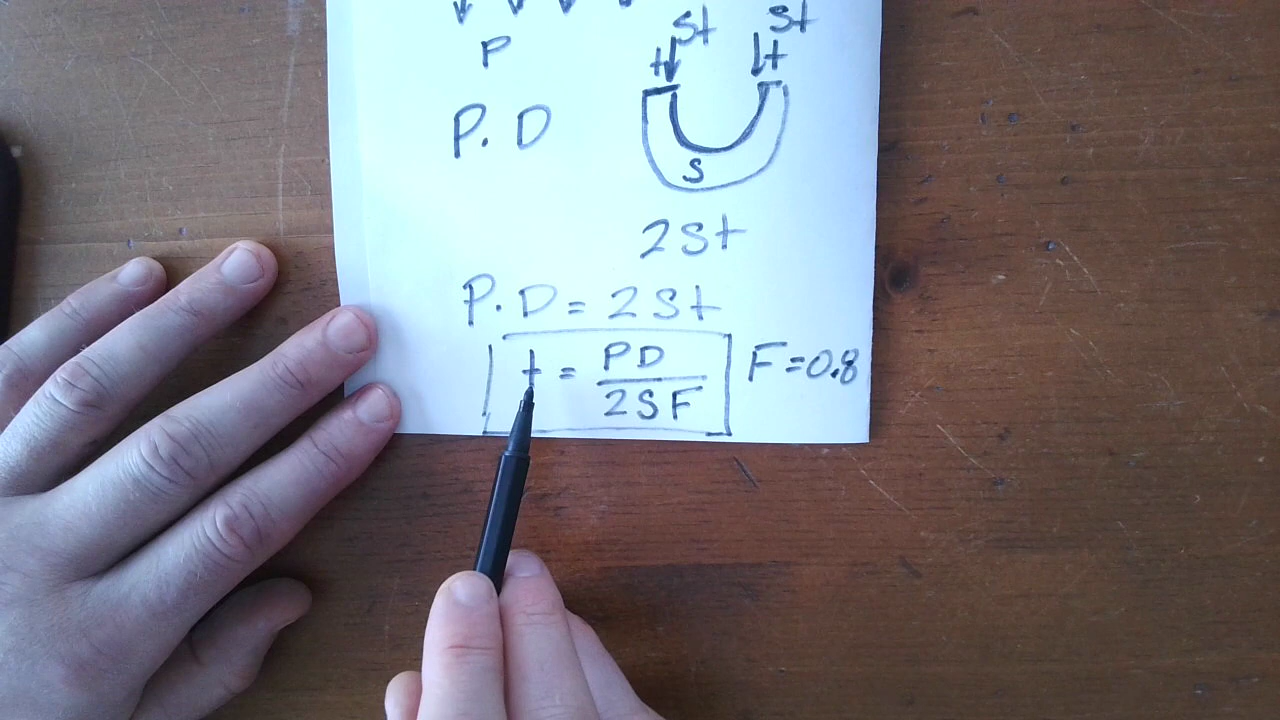 St St
t t
P
P. D
S
2St
P. D = 2St
t = PD/2SF F=0.8